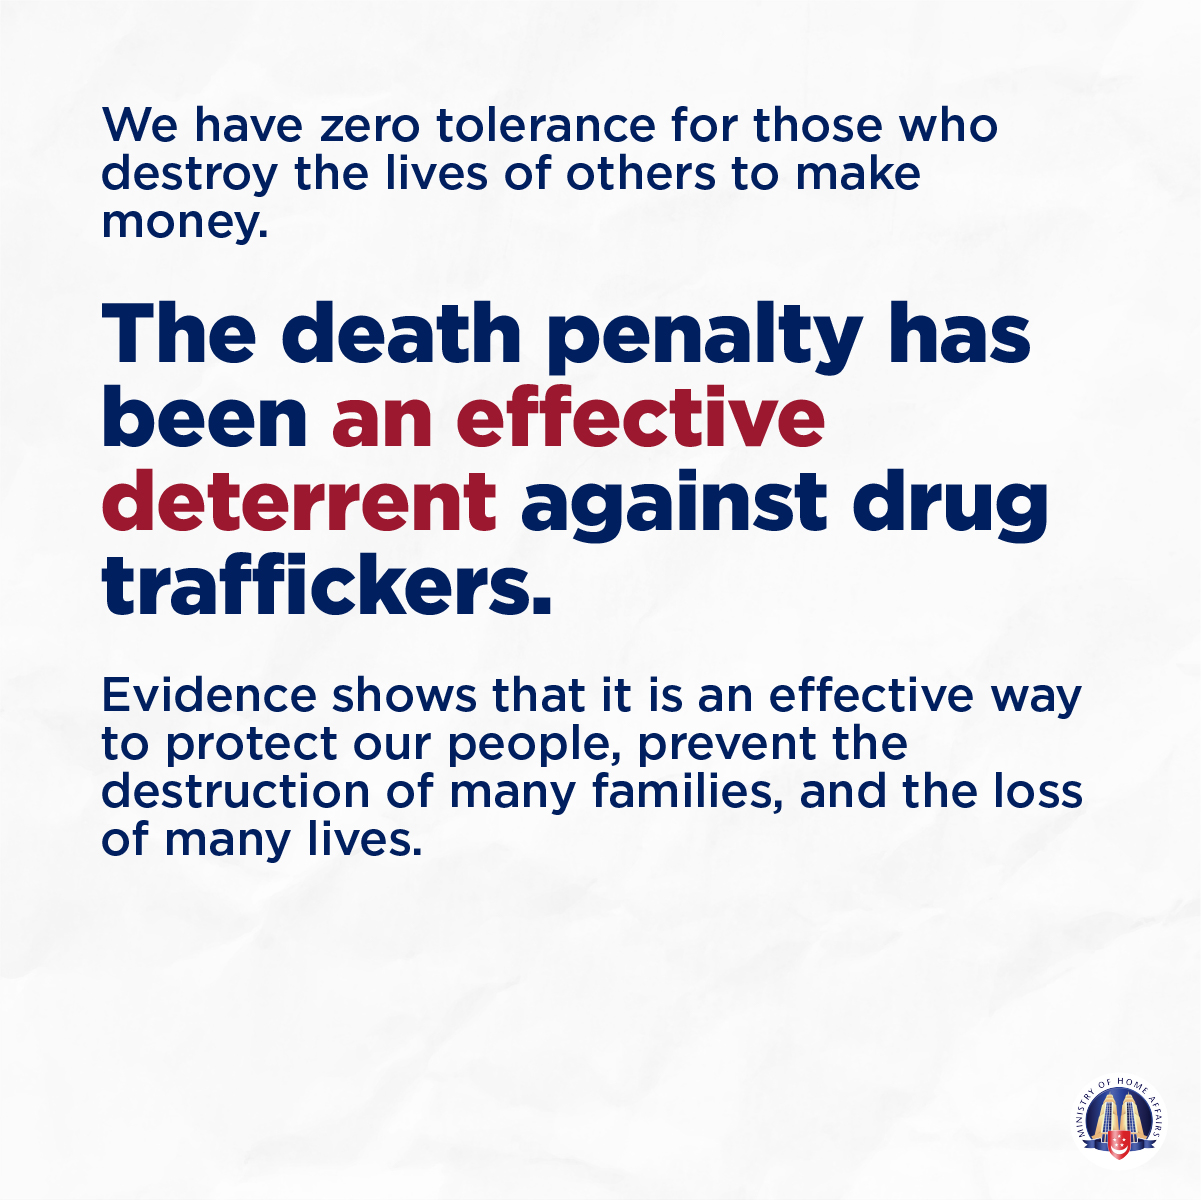 We have zero tolerance for those who
destroy the lives of others to make
money.
The death penalty has
been an effective
deterrent against drug
traffickers.
Evidence shows that it is an effective way
to protect our people, prevent the
destruction of many families, and the loss
of many lives.
MINISTRY OF HOME AFFAIRS